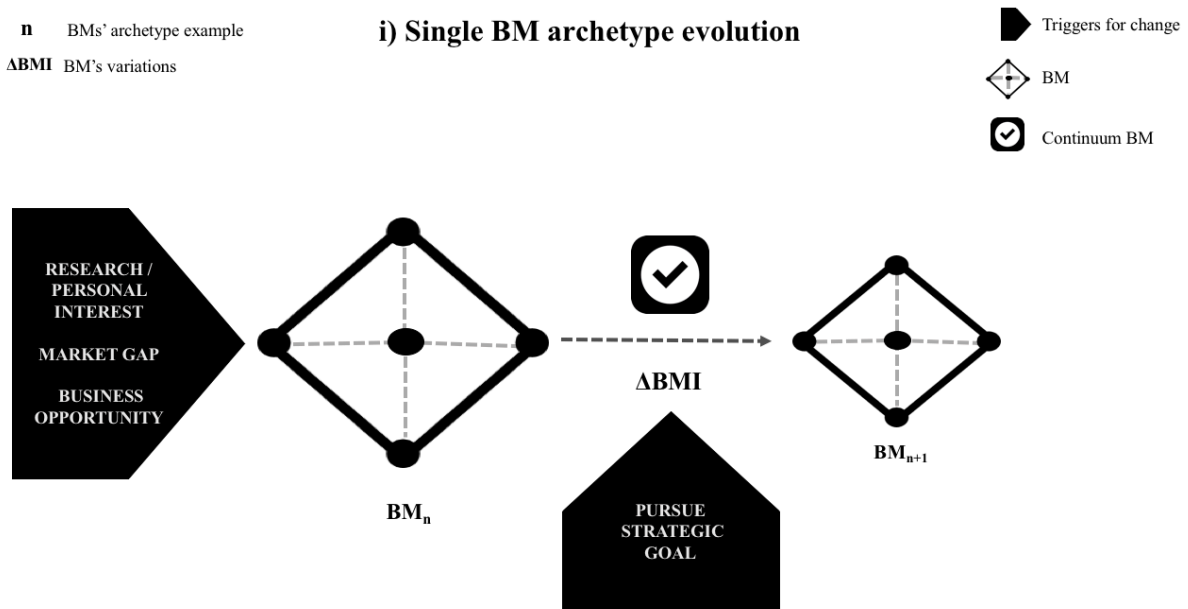 n BMs' archetype example
ΔBMI BM's variations
i) Single BM archetype evolution
Triggers for change
BM
Continuum BM
RESEARCH /
PERSONAL
INTEREST
MARKET GAP
BUSINESS
OPPORTUNITY
BMn
ΔBMI
PURSUE
STRATEGIC
GOAL
BMn+1